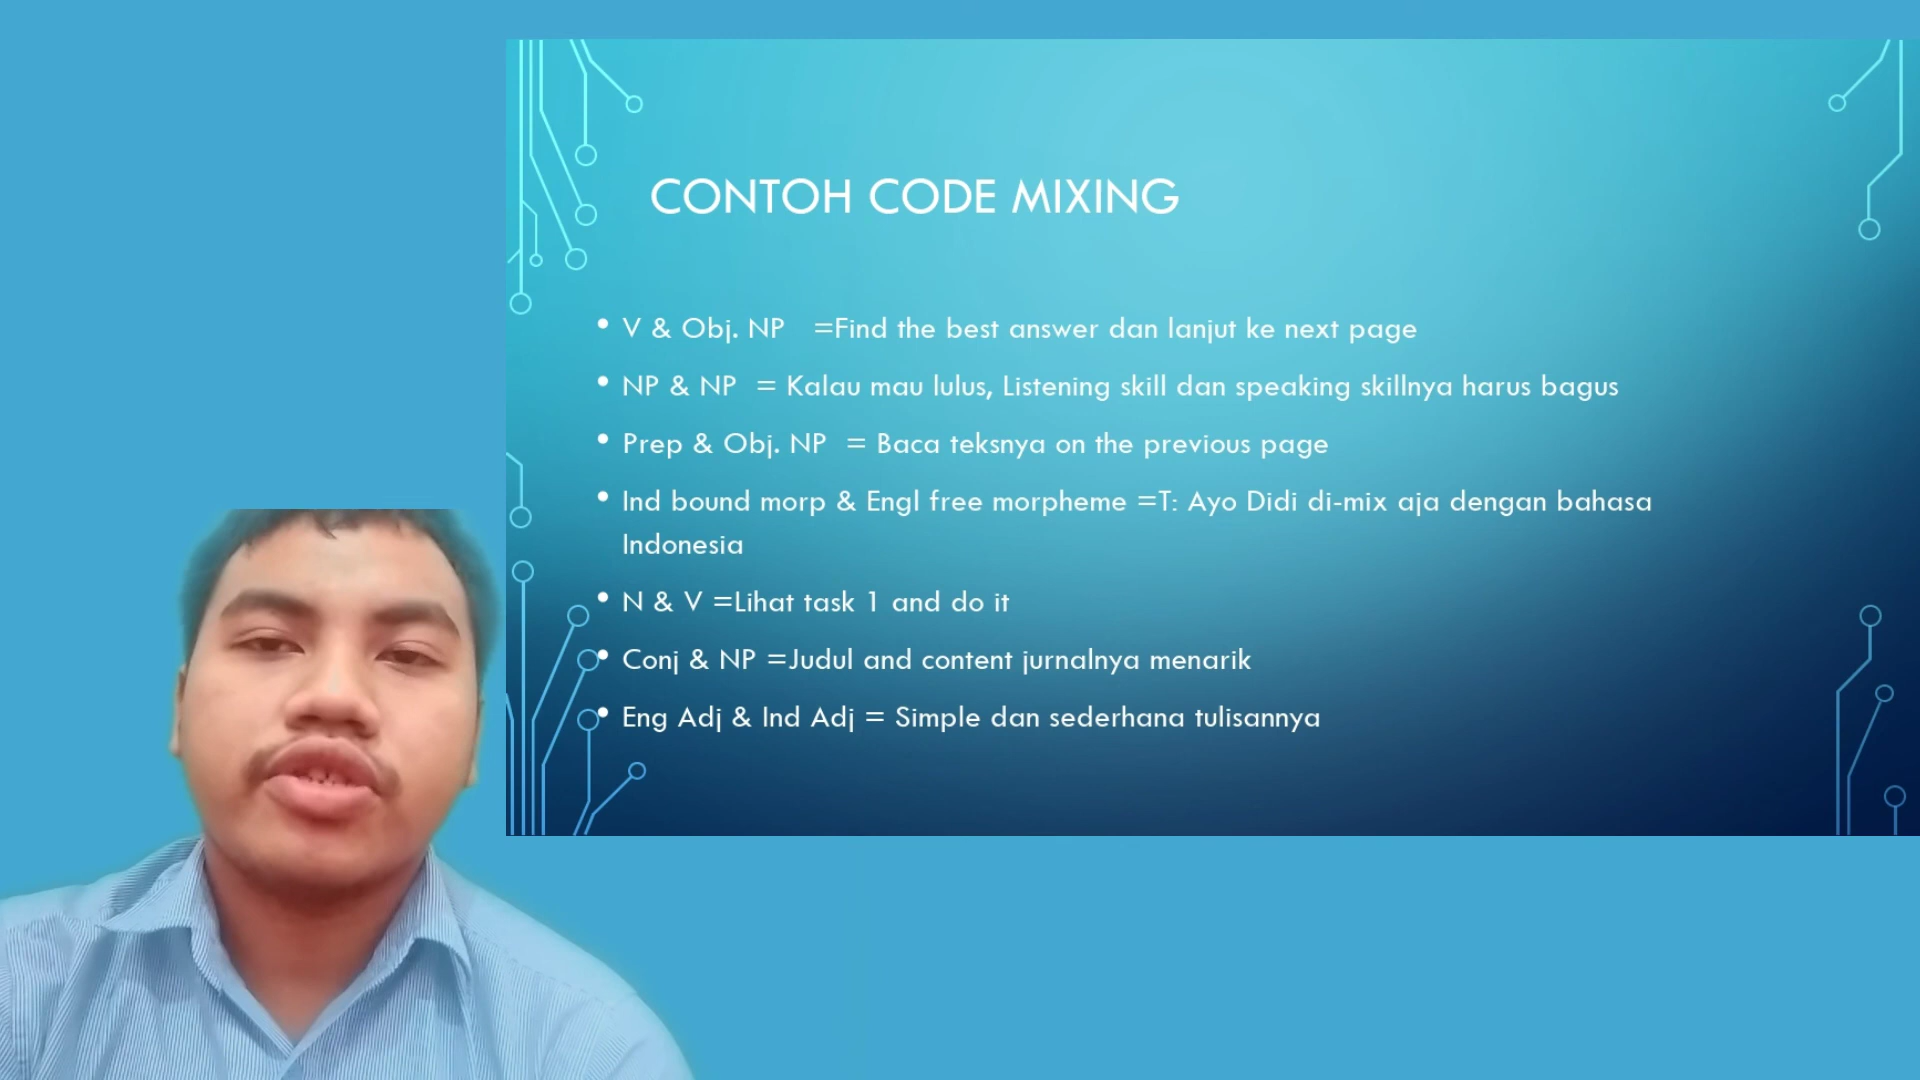 CONTOH CODE MIXING
• V & Obj. NP =Find the best answer dan lanjut ke next page
• NP & NP = Kalau mau lulus, Listening skill dan speaking skillnya harus bagus
• Prep & Obj. NP = Baca teksnya on the previous page
• Ind bound morp & Engl free morpheme =T: Ayo Didi di-mix aja dengan bahasa
Indonesia
• N & V =Lihat task 1 and do it
• Conj & NP =Judul and content jurnalnya menarik
• Eng Adj & Ind Adj = Simple dan sederhana tulisannya